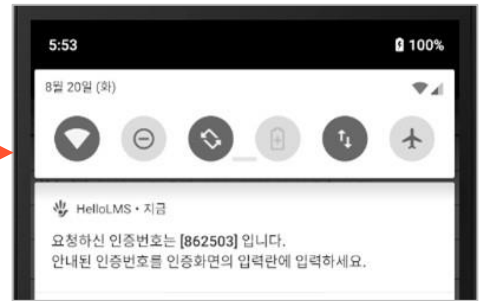 5:53
100%
8월 20일 (화)
HelloLMS • 지금
요청하신 인증번호는 [862503] 입니다.
안내된 인증번호를 인증화면의 입력란에 입력하세요.